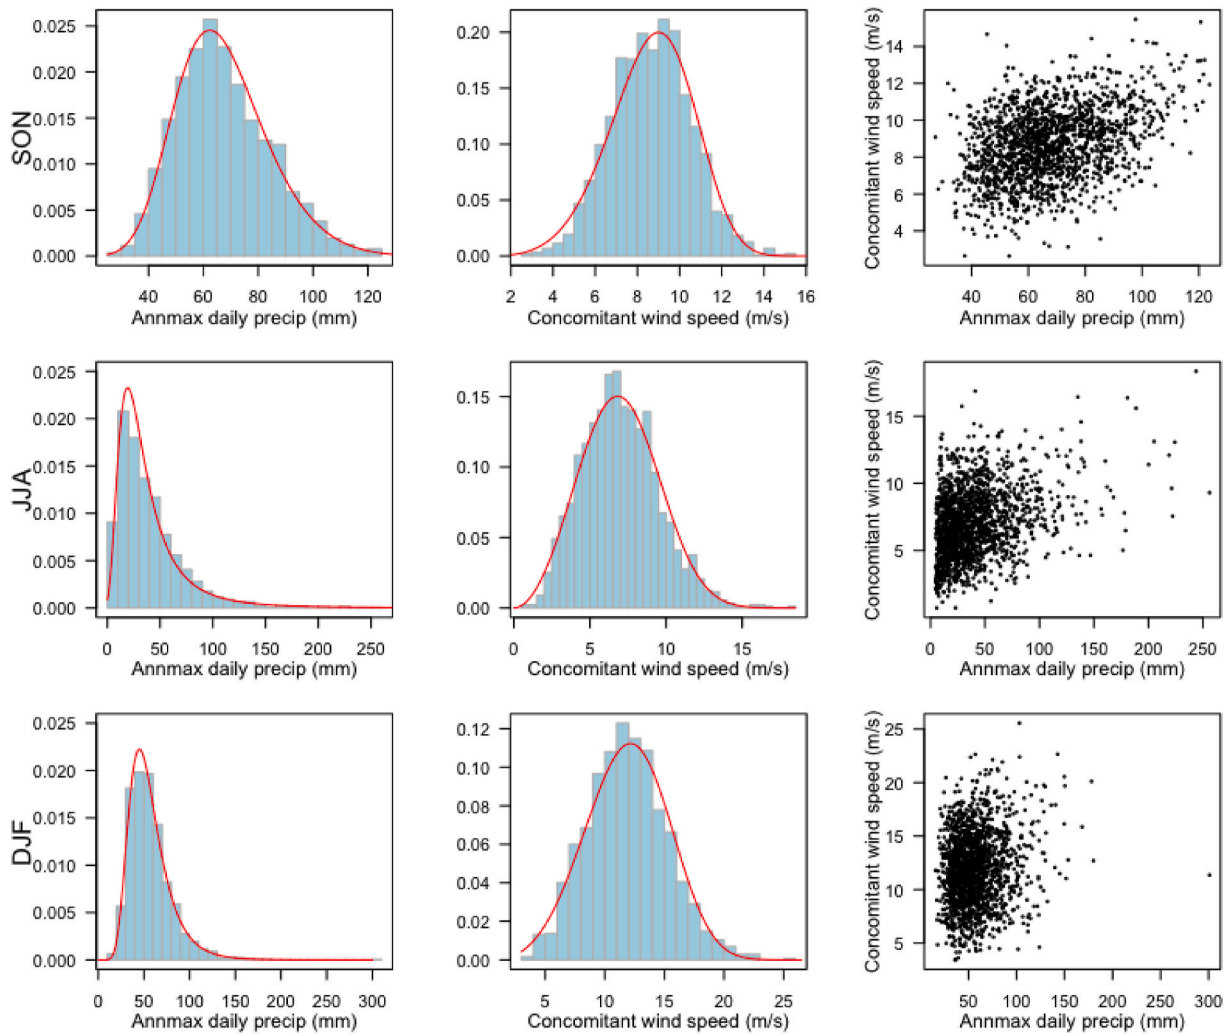 SON
0.025
0.020
0.015
0.010
0.005
0.000
40 60 80 100 120
Annmax daily precip (mm)
0.20
0.15
0.10
0.05
0.00
2 4 6 8 10 12 14 16
Concomitant wind speed (m/s)
Concomitant wind speed (m/s)
14
12
10
8
6
4
40 60 80 100 120
Annmax daily precip (mm)
JJA
0.025
0.020
0.015
0.010
0.005
0.000
0 50 100 150 200 250
Annmax daily precip (mm)
0.15
0.10
0.05
0.00
0 5 10 15
Concomitant wind speed (m/s)
Concomitant wind speed (m/s)
15
10
5
0 50 100 150 200 250
Annmax daily precip (mm)
DJF
0.025
0.020
0.015
0.010
0.005
0.000
0 50 100 150 200 250 300
Annmax daily precip (mm)
0.12
0.10
0.08
0.06
0.04
0.02
0.00
5 10 15 20 25
Concomitant wind speed (m/s)
Concomitant wind speed (m/s)
25
20
15
10
5
50 100 150 200 250 300
Annmax daily precip (mm)